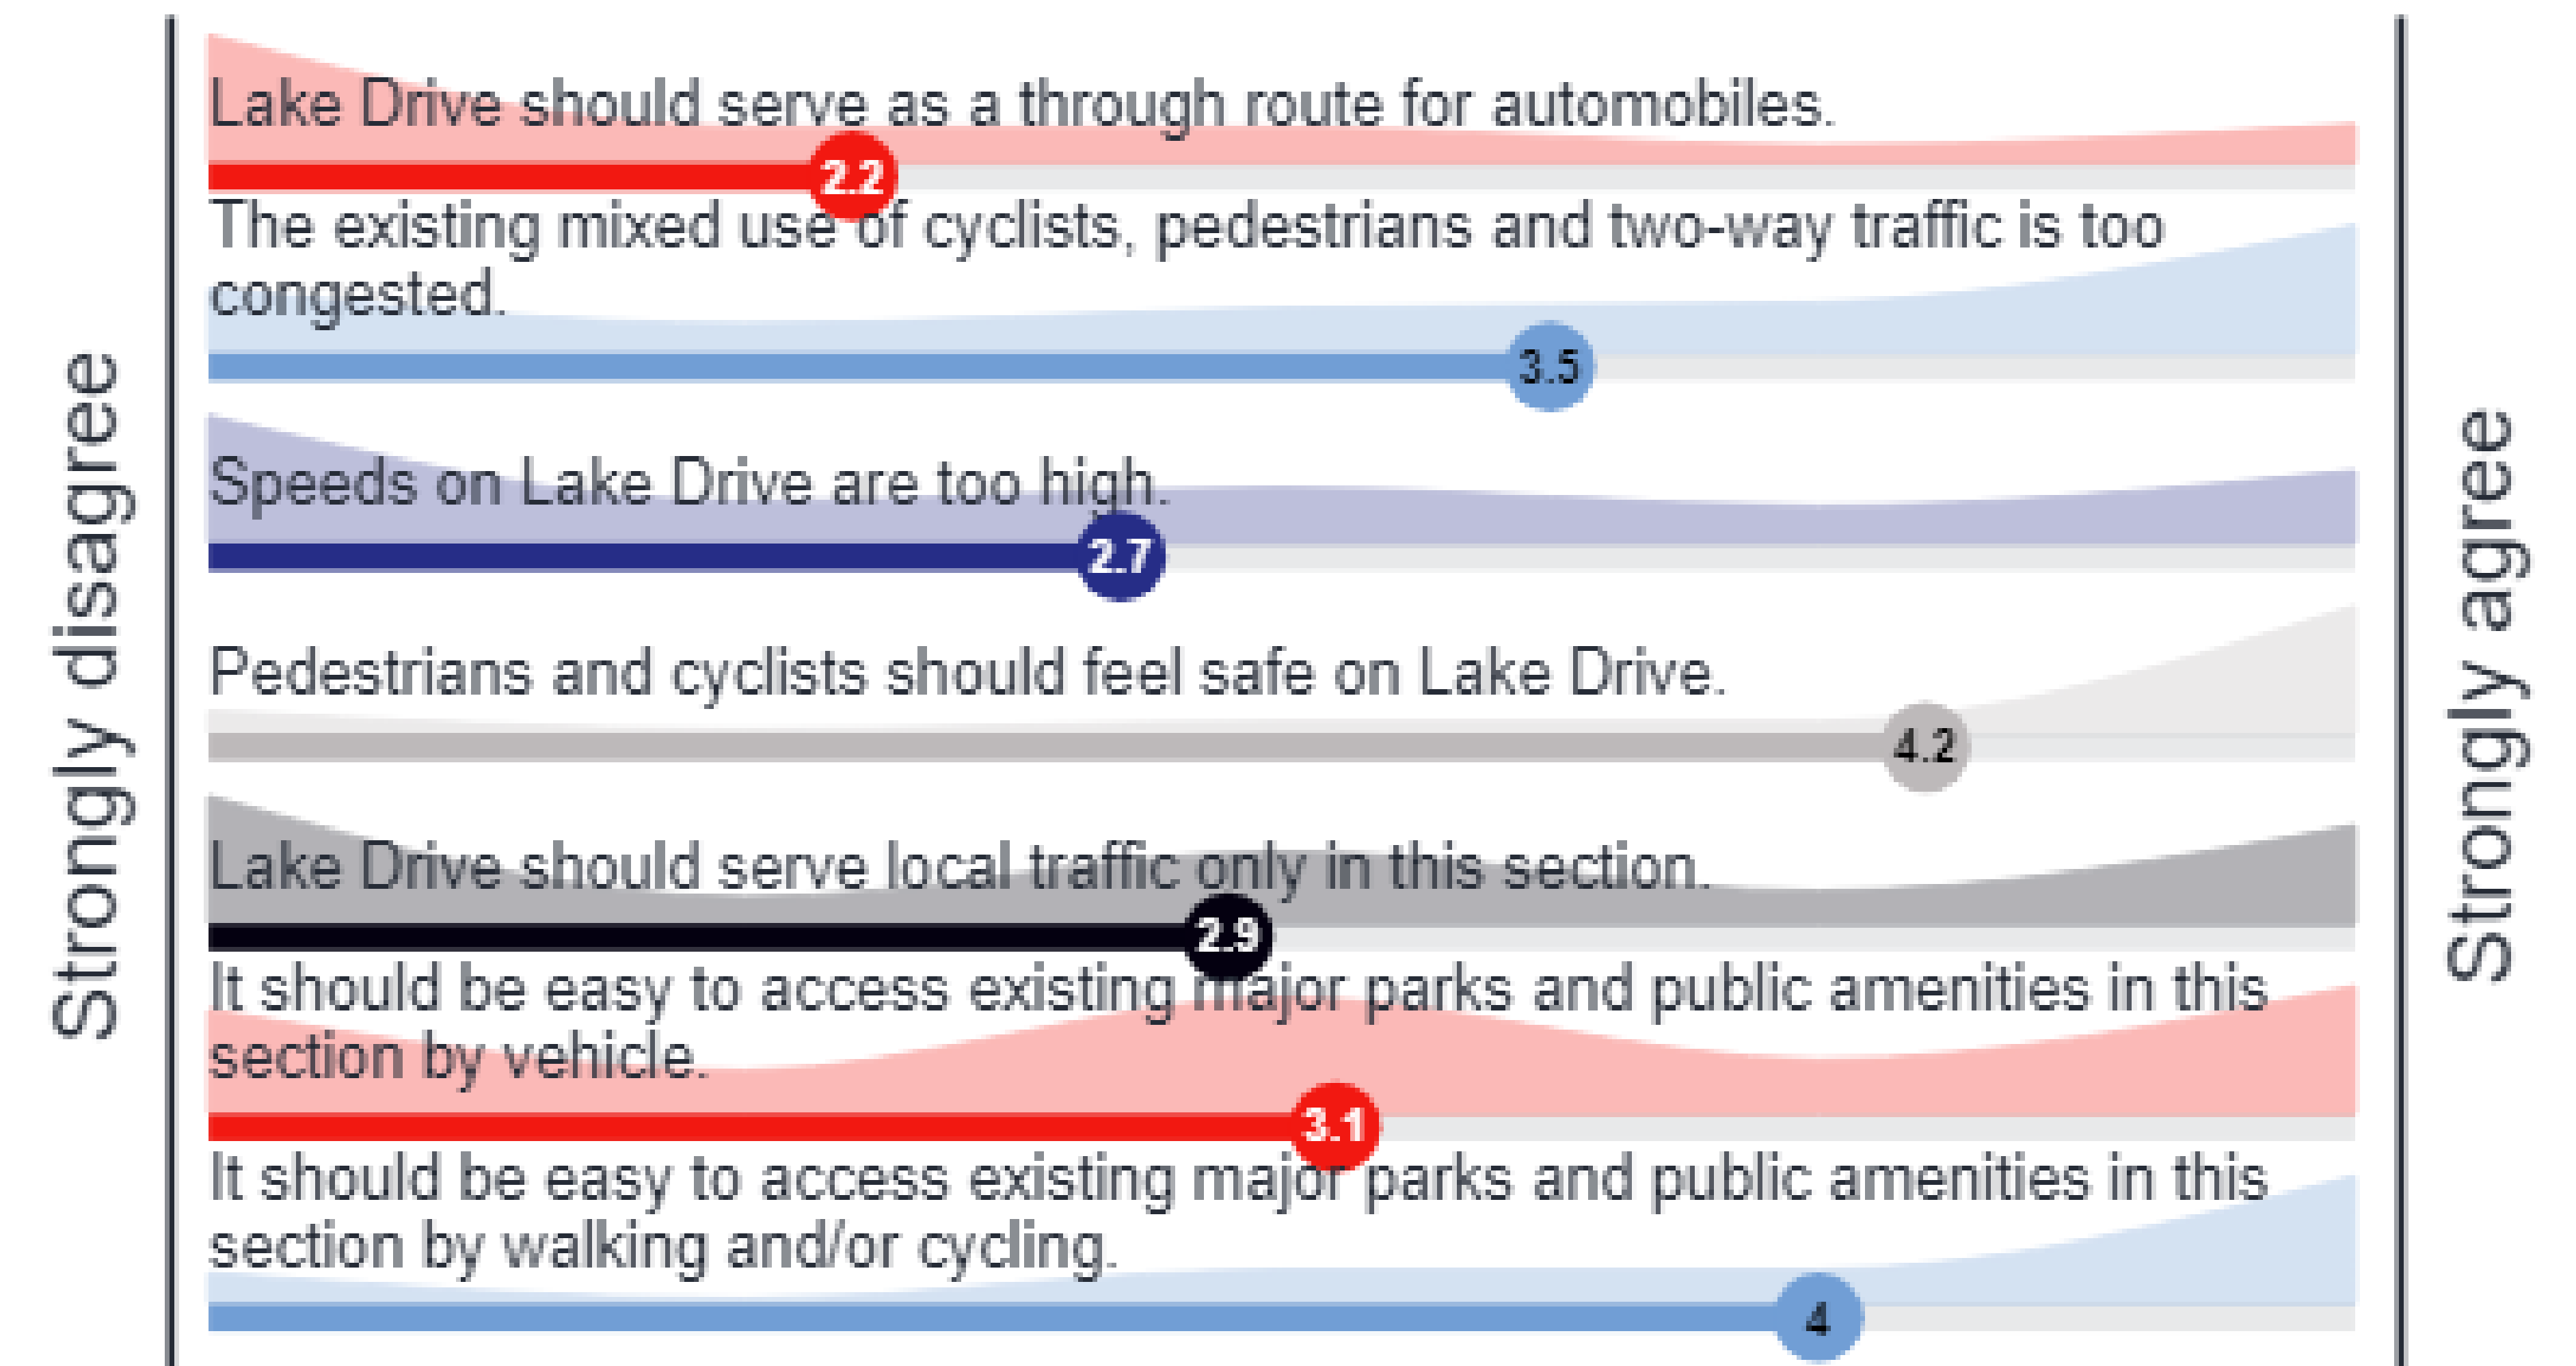 Strongly disagree
Lake Drive should serve as a through route for automobiles.
2.2
The existing mixed use of cyclists, pedestrians and two-way traffic is too
congested.
3.5
Speeds on Lake Drive are too high.
2.7
Pedestrians and cyclists should feel safe on Lake Drive.
4.2
Lake Drive should serve local traffic only in this section.
2.9
It should be easy to access existing major parks and public amenities in this
section by vehicle.
3.1
It should be easy to access existing major parks and public amenities in this
section by walking and/or cycling.
4
Strongly agree